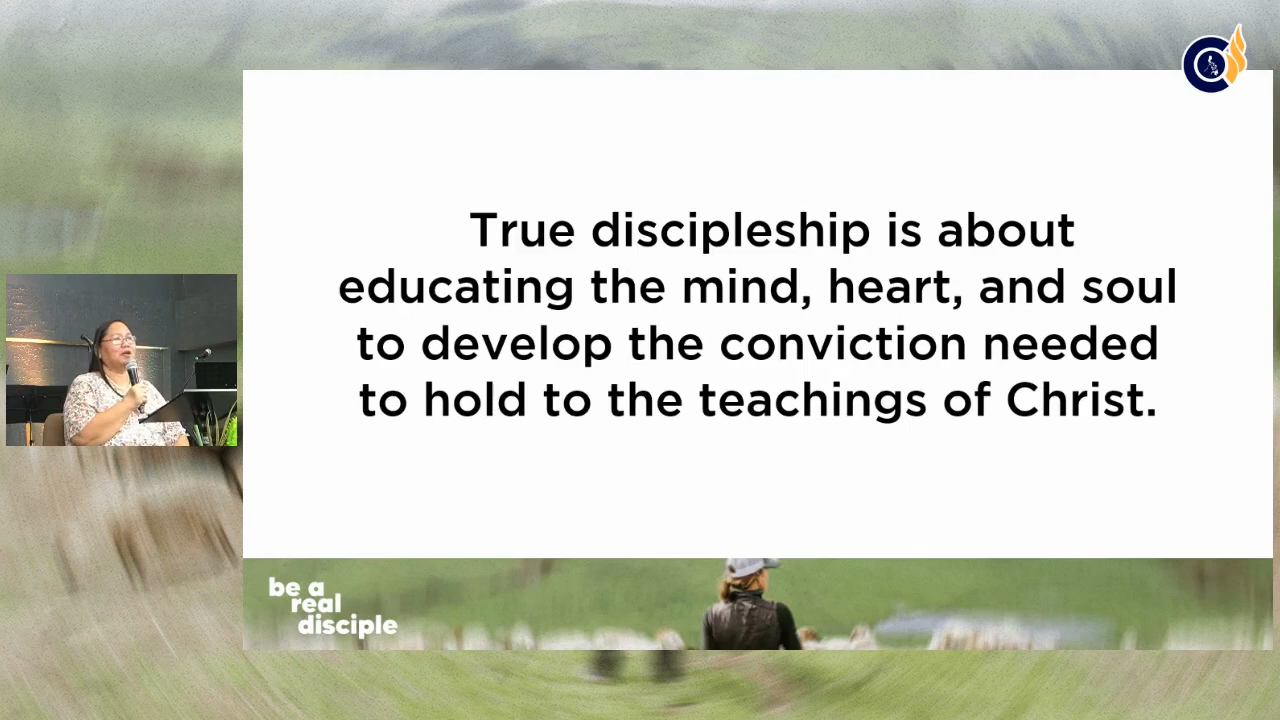 True discipleship is about
educating the mind, heart, and soul
to develop the conviction needed
to hold to the teachings of Christ.
be a
real
disciple